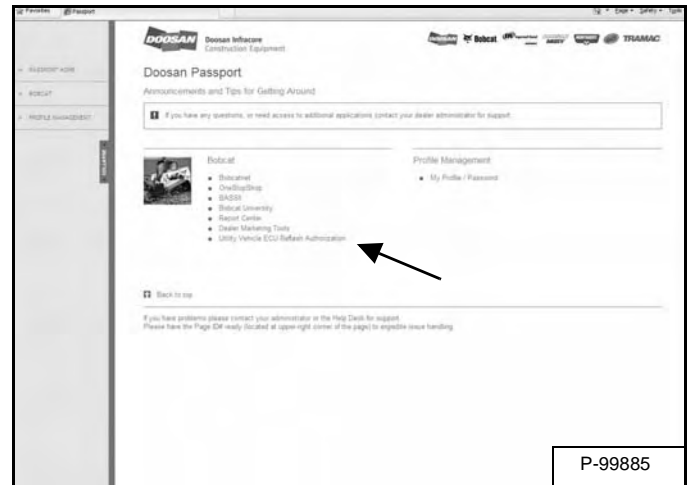 Favorites Passport
Page Safety Tools
DOOSAN Doosan Infracore
Construction Equipment
DOOSAN Bobcat TRAMAC
PASSPORT HOME
BOBCAT
PROFILE MANAGEMENT
Doosan Passport
Announcements and Tips for Getting Around
If you have any questions, or need access to additional applications contact your dealer administrator for support.
Bobcat
Bobcatnet
OneStopShop
Bobcat University
Report Center
Dealer Marketing Tools
Utility Vehicle ECU Reflash Authorization
Profile Management
My Profile / Password
Back to top
If you have problems please contact your administrator or the Help Desk for support.
Please have the Page ID# ready (located at upper right corner of the page) to expedite issue handling.
P-99885